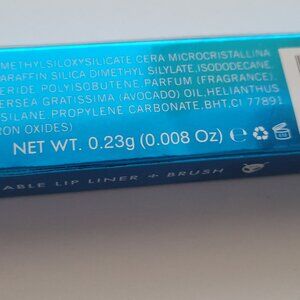 METHYLSILOXYSILICATE CERA MICROCRISTALLINA
PARAFFIN SILICA DIMETHYL SILYLATE, ISODODECANE,
ERIDE POLYISOBUTENE, PARFUM (FRAGRANCE),
ERSEA GRATISSIMA (AVOCADO) OIL, HELIANTHUS
SILANE, PROPYLENE CARBONATE, BHT, CI 77891
RON OXIDES)
NET WT. 0.23g (0.008 Oz) e
ABLE LIP LINER + BRUSH